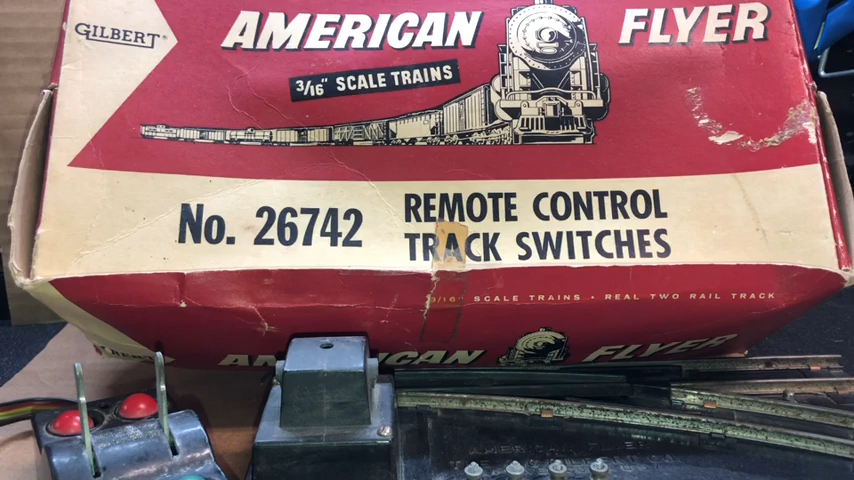 GILBERT
AMERICAN FLYER
3/16" SCALE TRAINS
No. 26742
REMOTE CONTROL
TRACK SWITCHES
3/16" SCALE TRAINS • REAL TWO RAIL TRACK
AMERICAN FLYER
AMERICAN